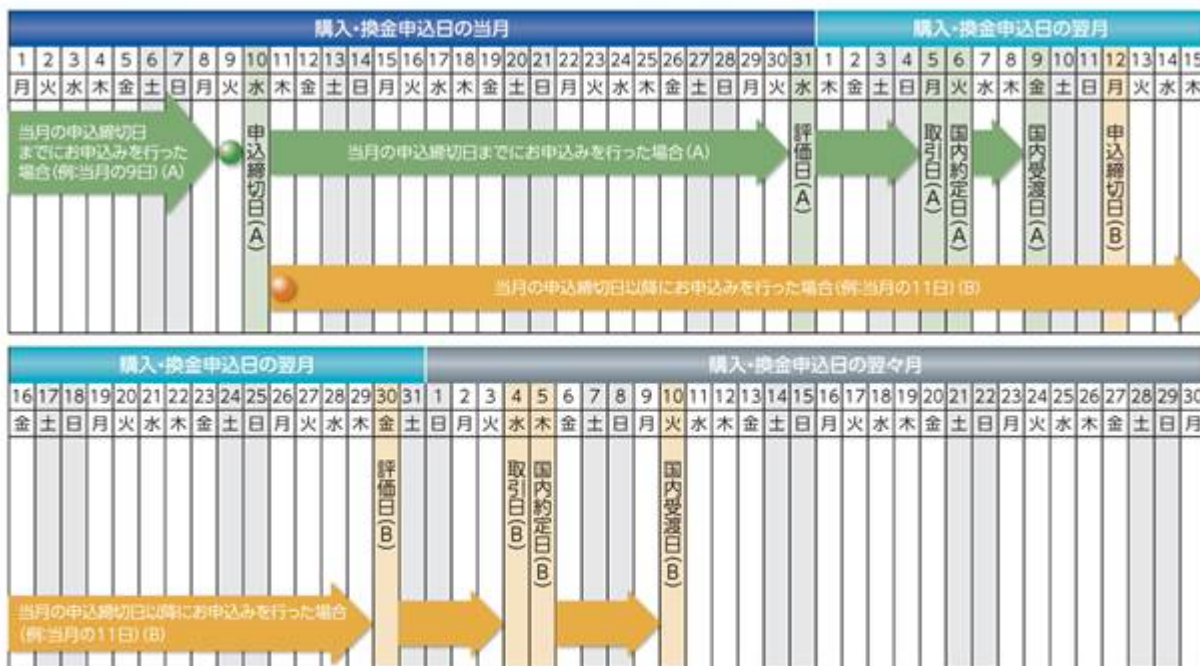 購入・換金申込日の当月 購入・換金申込日の翌月
1 2 3 4 5 6 7 8 9 10 11 12 13 14 15 16 17 18 19 20 21 22 23 24 25 26 27 28 29 30 31 1 2 3 4 5 6 7 8 9 10 11 12 13 14 15
月 火 水 木 金 土 日 月 火 水 木 金 土 日 月 火 水 木 金 土 日 月 火 水 木 金 土 日 月 火 水 木 金 土 日 月 火 水 木 金 土 日 月 火 水 木
当月の申込締切日
までにお申込みを行った
場合(例:当月の9日)(A)
申込締切日(A)
当月の申込締切日までにお申込みを行った場合(A)
評価日(A)
取引日(A)
国内約定日(A)
国内受渡日(A)
申込締切日(B)
当月の申込締切日以降にお申込みを行った場合(例:当月の11日)(B)
購入・換金申込日の翌月 購入・換金申込日の翌々月
16 17 18 19 20 21 22 23 24 25 26 27 28 29 30 31 1 2 3 4 5 6 7 8 9 10 11 12 13 14 15 16 17 18 19 20 21 22 23 24 25 26 27 28 29 30
金 土 日 月 火 水 木 金 土 日 月 火 水 木 金 土 日 月 火 水 木 金 土 日 月 火 水 木 金 土 日 月 火 水 木 金 土 日 月 火 水 木 金 土 日 月
評価日(B)
取引日(B)
国内約定日(B)
国内受渡日(B)
当月の申込締切日以降にお申込みを行った場合
(例:当月の11日)(B)